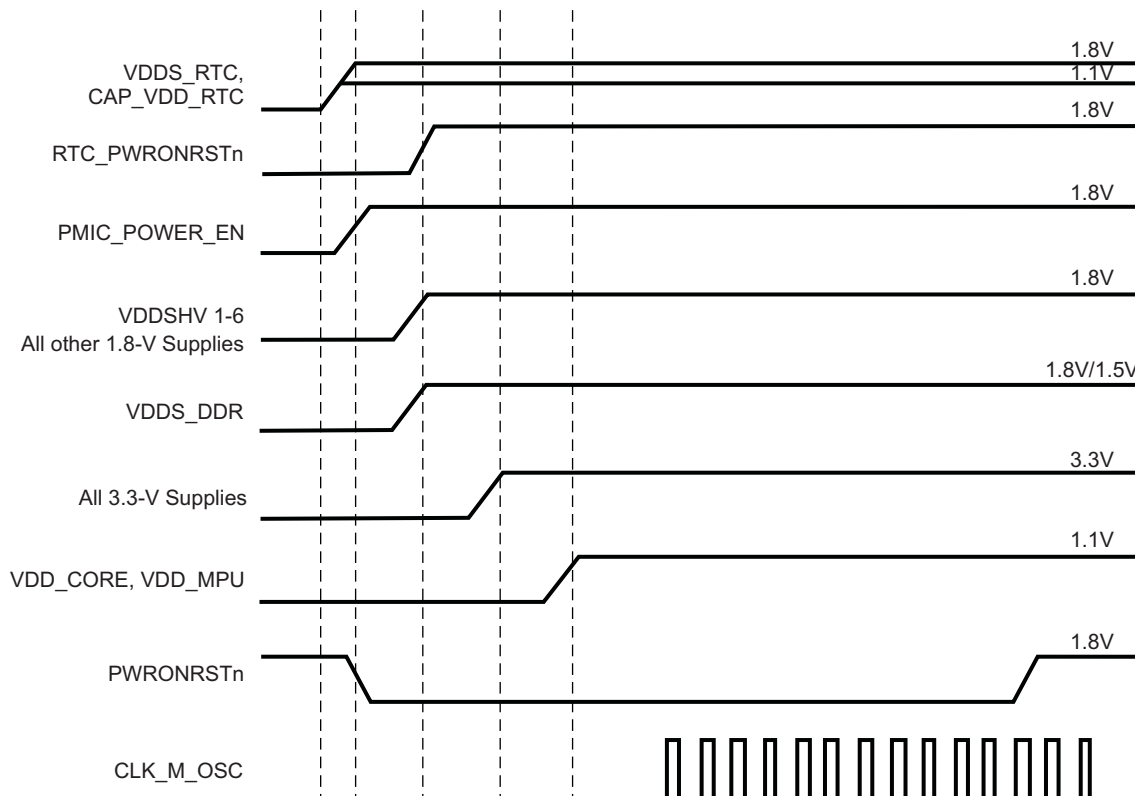 1.8V
VDDS_RTC,
CAP_VDD_RTC
1.1V
1.8V
RTC_PWRONRSTn
1.8V
PMIC_POWER_EN
1.8V
VDDSHV 1-6
All other 1.8-V Supplies
1.8V/1.5V
VDDS_DDR
3.3V
All 3.3-V Supplies
1.1V
VDD_CORE, VDD_MPU
1.8V
PWRONRSTn
CLK_M_OSC